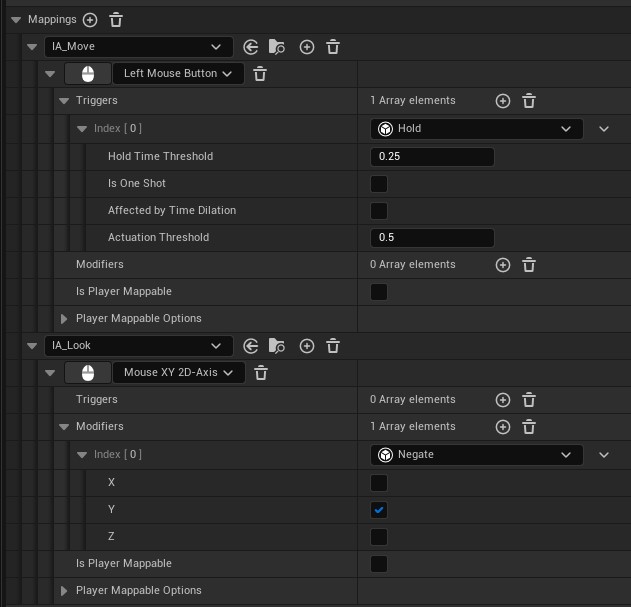 Mappings
IA_Move
Left Mouse Button
Triggers 1 Array elements
Index [ 0 ] Hold
Hold Time Threshold 0.25
Is One Shot
Affected by Time Dilation
Actuation Threshold 0.5
Modifiers 0 Array elements
Is Player Mappable
Player Mappable Options
IA_Look
Mouse XY 2D-Axis
Triggers 0 Array elements
Modifiers 1 Array elements
Index [ 0 ] Negate
X
Y
Z
Is Player Mappable
Player Mappable Options